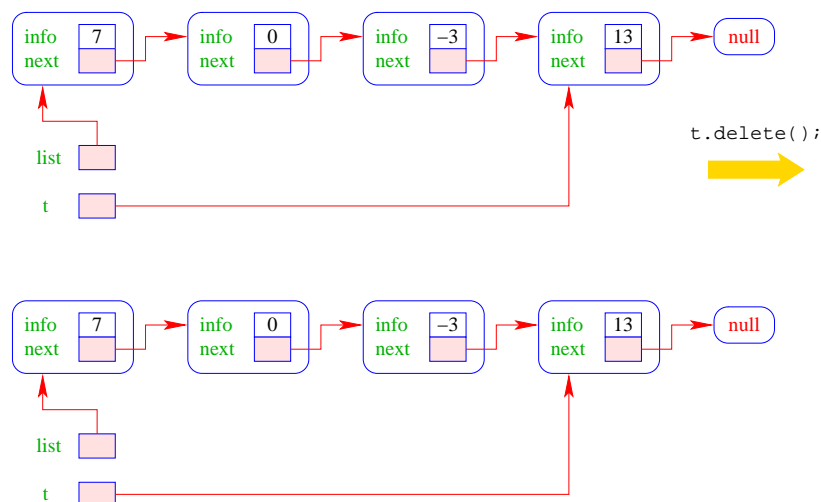 info 7 info 0 info −3 info 13 null
next next next next
t.delete();
list
t
info 7 info 0 info −3 info 13 null
next next next next
list
t